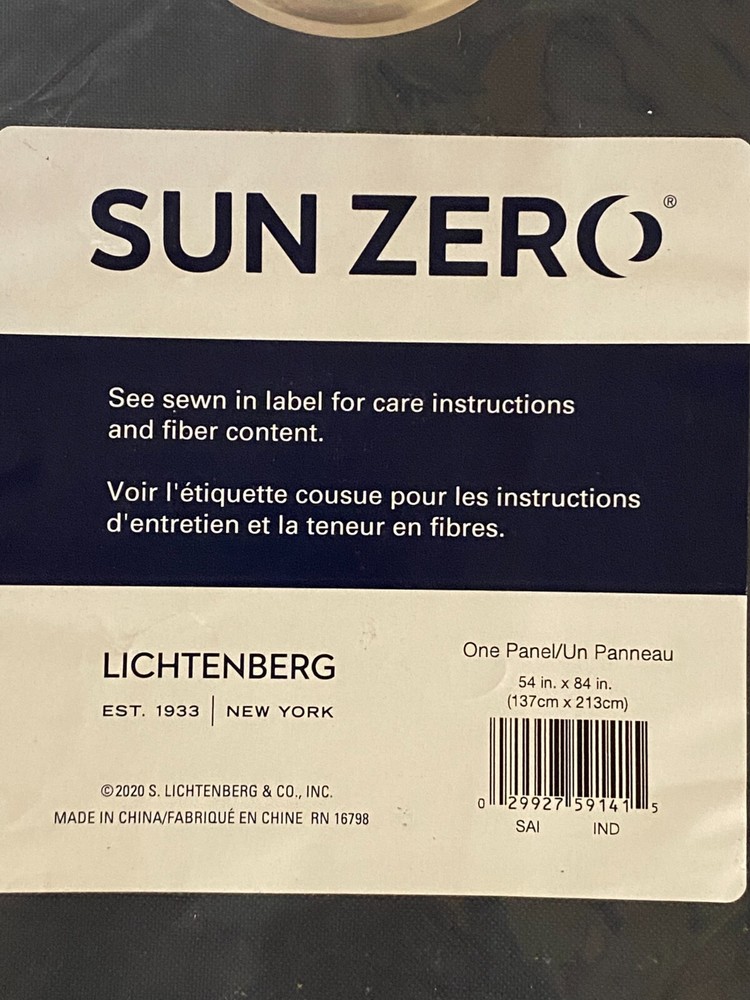 SUN ZERO®
See sewn in label for care instructions
and fiber content.
Voir l'étiquette cousue pour les instructions
d'entretien et la teneur en fibres.
LICHTENBERG
EST. 1933 | NEW YORK
©2020 S. LICHTENBERG & CO., INC.
MADE IN CHINA/FABRIQUÉ EN CHINE RN 16798
One Panel/Un Panneau
54 in. x 84 in.
(137cm x 213cm)
0 29927 59141 5
SAI IND